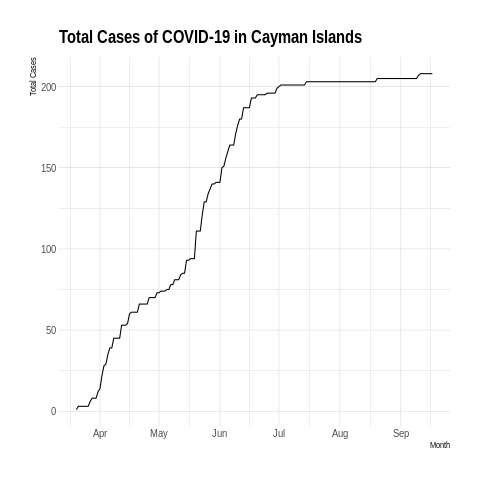 Total Cases of COVID-19 in Cayman Islands
Total Cases
200
150
100
50
0
Apr May Jun Jul Aug Sep
Month